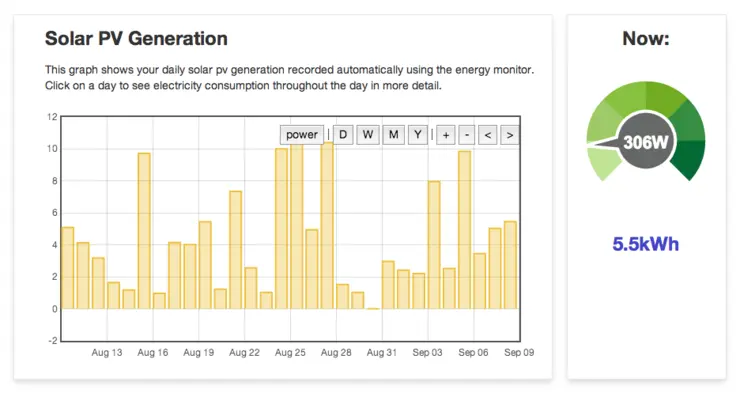 Solar PV Generation
This graph shows your daily solar pv generation recorded automatically using the energy monitor.
Click on a day to see electricity consumption throughout the day in more detail.
power | D W M Y | + - < >
12
10
8
6
4
2
0
-2
Aug 13 Aug 16 Aug 19 Aug 22 Aug 25 Aug 28 Aug 31 Sep 03 Sep 06 Sep 09
Now:
306W
5.5kWh